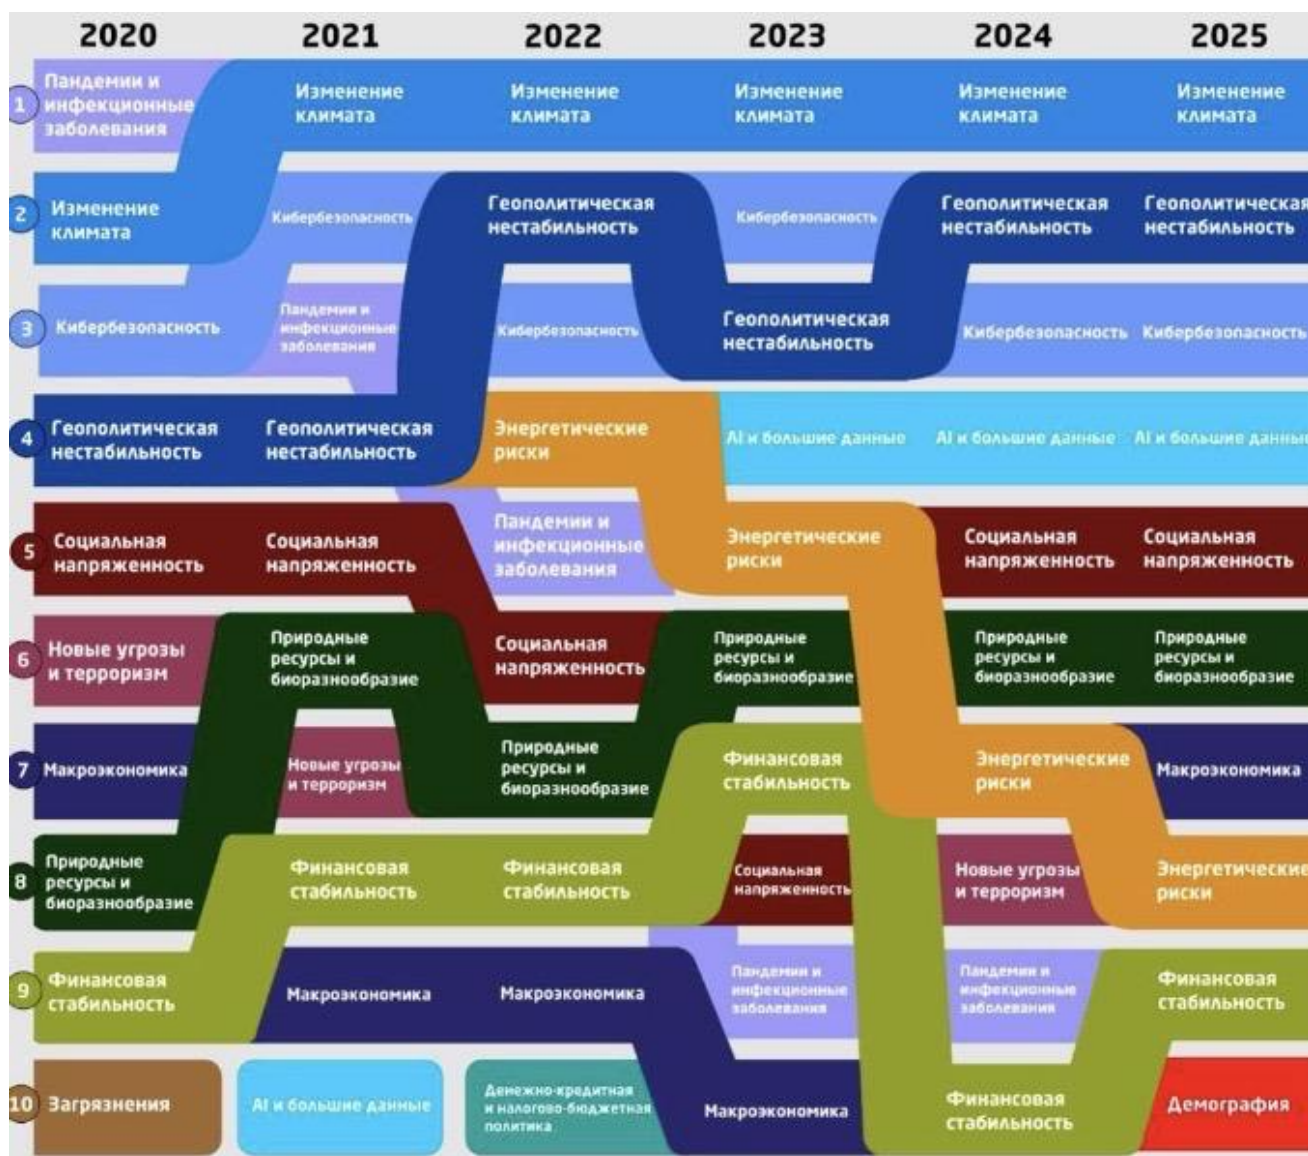 2020 2021 2022 2023 2024 2025
1
Пандемии и
инфекционные
заболевания
Изменение
климата
Изменение
климата
Изменение
климата
Изменение
климата
Изменение
климата
2
Изменение
климата
Кибербезопасность
Геополитическая
нестабильность
Кибербезопасность
Геополитическая
нестабильность
Геополитическая
нестабильность
3
Кибербезопасность
Пандемии и
инфекционные
заболевания
Кибербезопасность
Геополитическая
нестабильность
Кибербезопасность
Кибербезопасность
4
Геополитическая
нестабильность
Геополитическая
нестабильность
Энергетические
риски
AI и большие данные
AI и большие данные
AI и большие данные
5
Социальная
напряженность
Социальная
напряженность
Пандемии и
инфекционные
заболевания
Энергетические
риски
Социальная
напряженность
Социальная
напряженность
6
Новые угрозы
и терроризм
Природные
ресурсы и
биоразнообразие
Социальная
напряженность
Природные
ресурсы и
биоразнообразие
Природные
ресурсы и
биоразнообразие
Природные
ресурсы и
биоразнообразие
7
Макроэкономика
Новые угрозы
и терроризм
Природные
ресурсы и
биоразнообразие
Финансовая
стабильность
Энергетические
риски
Макроэкономика
8
Природные
ресурсы и
биоразнообразие
Финансовая
стабильность
Финансовая
стабильность
Социальная
напряженность
Новые угрозы
и терроризм
Энергетические
риски
9
Финансовая
стабильность
Макроэкономика
Макроэкономика
Пандемии и
инфекционные
заболевания
Пандемии и
инфекционные
заболевания
Финансовая
стабильность
10
Загрязнения
AI и большие данные
Денежно-кредитная
и налогово-бюджетная
политика
Макроэкономика
Финансовая
стабильность
Демография